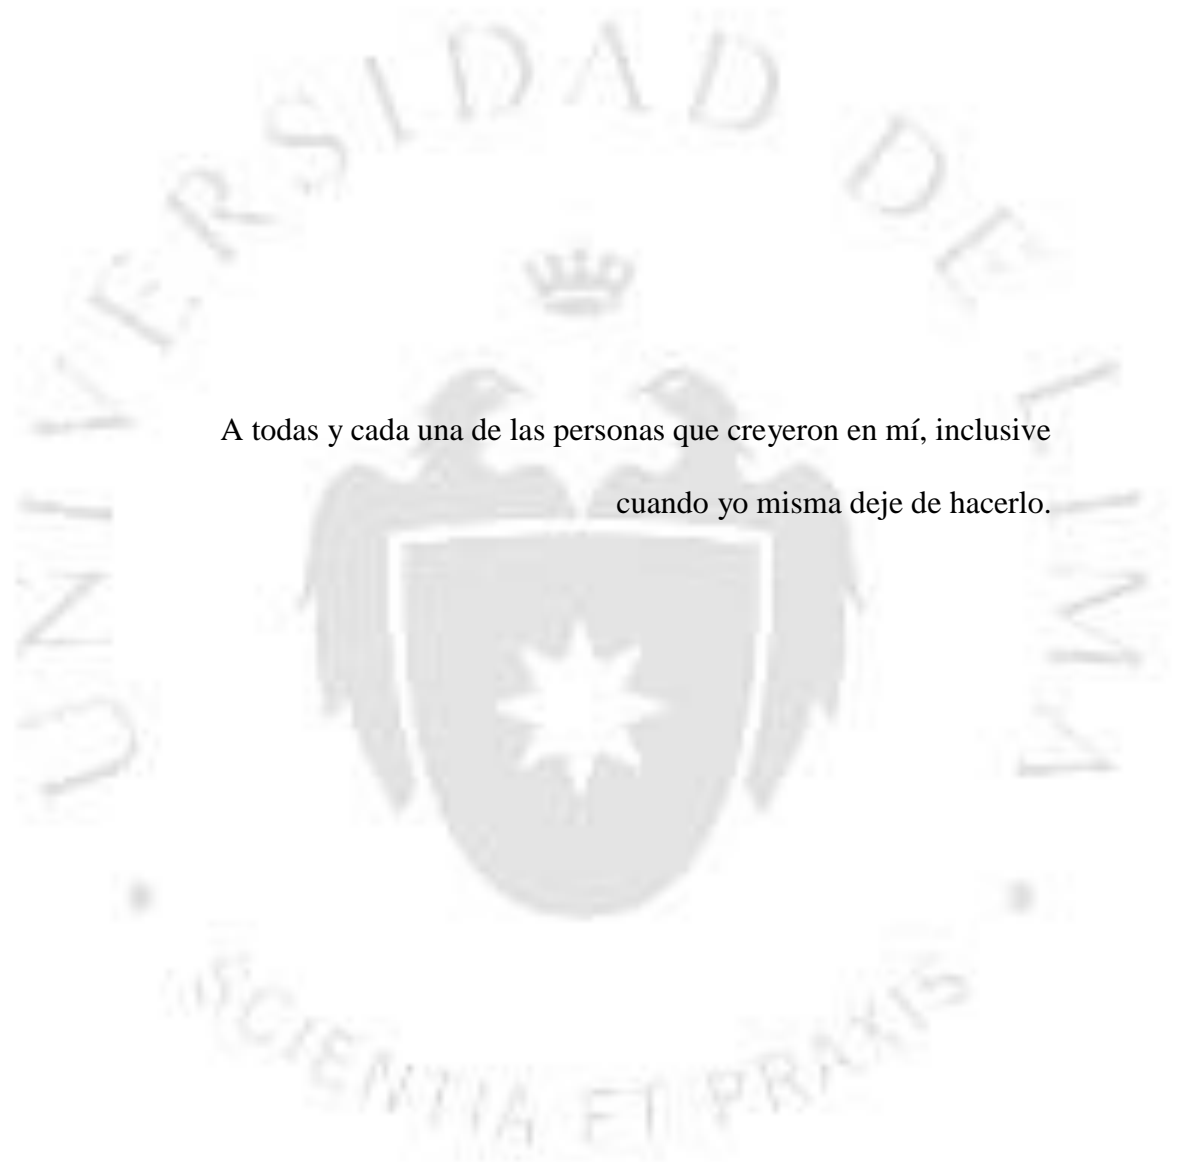 UNIVERSIDAD DE LIMA
A todas y cada una de las personas que creyeron en mí, inclusive
cuando yo misma deje de hacerlo.
SCIENTIA ET PRAXIS